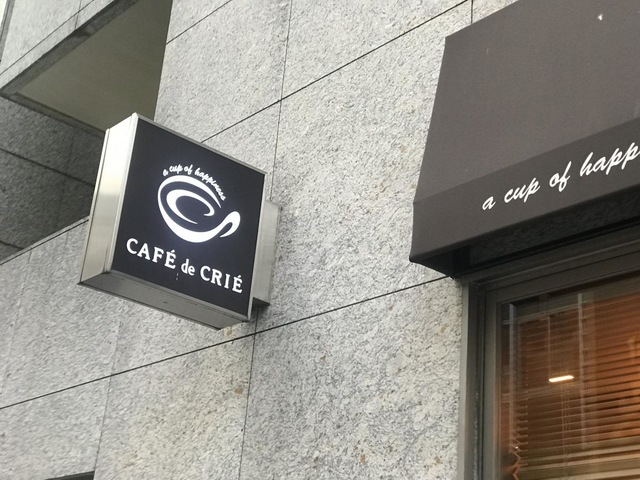 a cup of happiness
CAFÉ de CRIÉ
a cup of happ